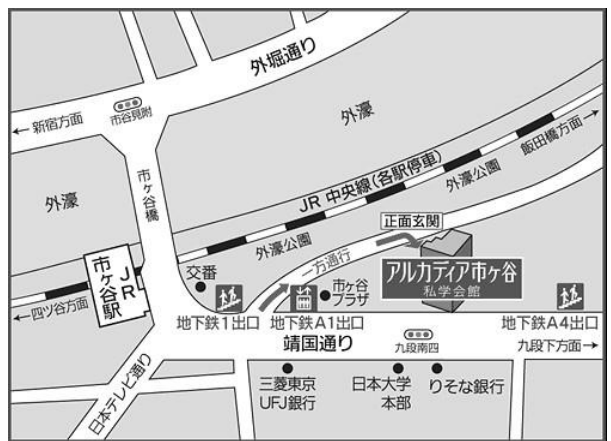 外堀通り
市谷見附
←新宿方面
外濠
飯田橋方面→
市ヶ谷橋
JR 中央線(各駅停車)
外濠公園
外濠
正面玄関
外濠公園
一方通行
アルカディア市ヶ谷
私学会館
JR
市ヶ谷駅
交番
市ヶ谷
プラザ
←四ツ谷方面
地下鉄1出口
地下鉄A1出口
地下鉄A4出口
靖国通り
九段南四
九段下方面→
日本テレビ通り
三菱東京
UFJ銀行
日本大学
本部
りそな銀行